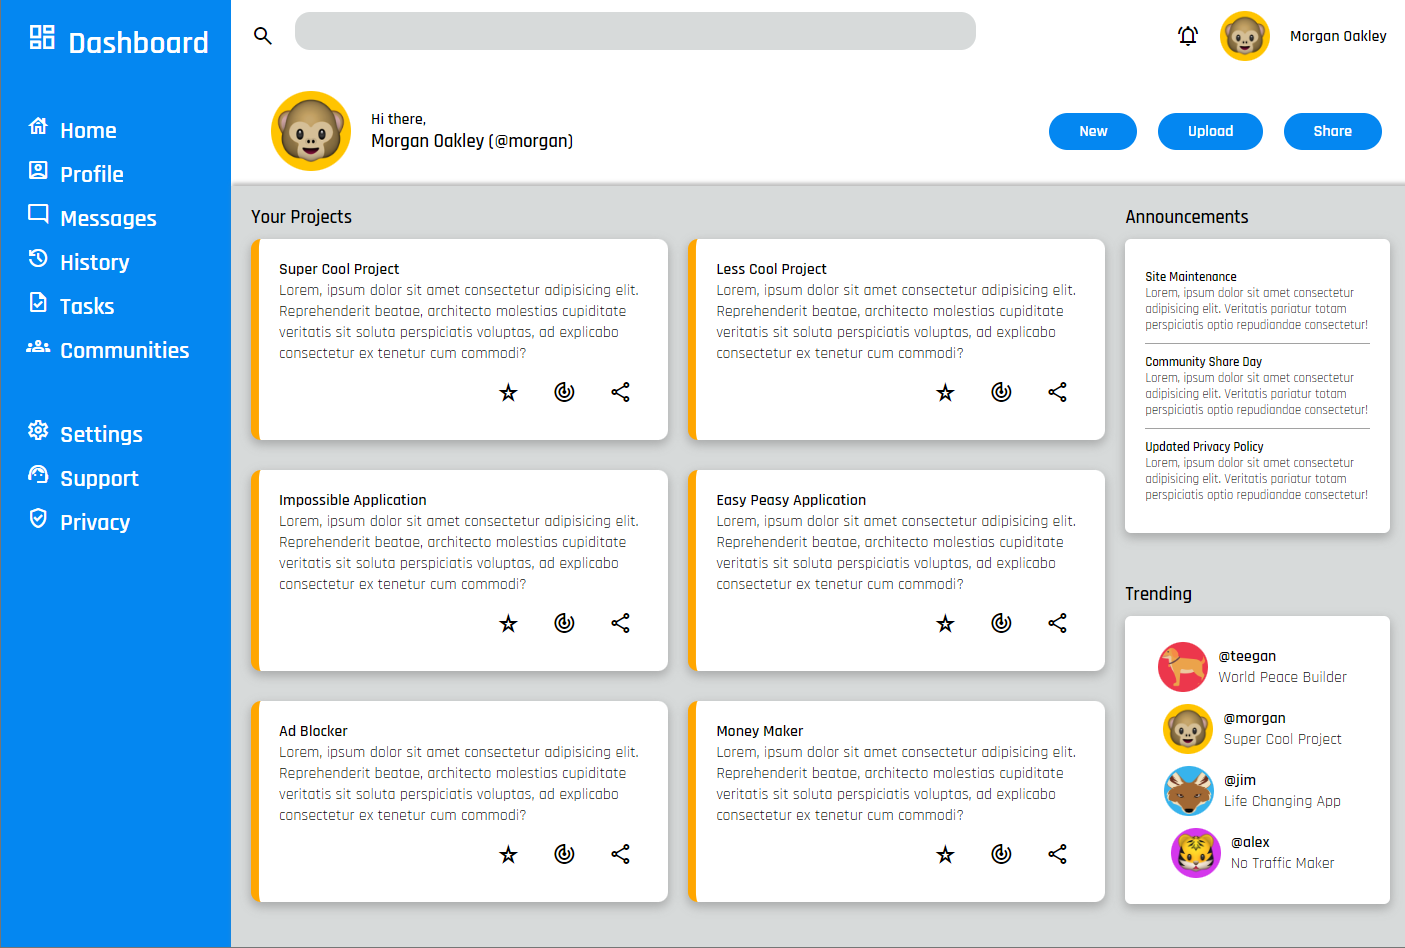 Dashboard
Home
Profile
Messages
History
Tasks
Communities
Settings
Support
Privacy
Morgan Oakley
Hi there,
Morgan Oakley (@morgan)
New
Upload
Share
Your Projects
Super Cool Project
Lorem, ipsum dolor sit amet consectetur adipisicing elit.
Reprehenderit beatae, architecto molestias cupiditate
veritatis sit soluta perspiciatis voluptas, ad explicabo
consectetur ex tenetur cum commodi?
Less Cool Project
Lorem, ipsum dolor sit amet consectetur adipisicing elit.
Reprehenderit beatae, architecto molestias cupiditate
veritatis sit soluta perspiciatis voluptas, ad explicabo
consectetur ex tenetur cum commodi?
Impossible Application
Lorem, ipsum dolor sit amet consectetur adipisicing elit.
Reprehenderit beatae, architecto molestias cupiditate
veritatis sit soluta perspiciatis voluptas, ad explicabo
consectetur ex tenetur cum commodi?
Easy Peasy Application
Lorem, ipsum dolor sit amet consectetur adipisicing elit.
Reprehenderit beatae, architecto molestias cupiditate
veritatis sit soluta perspiciatis voluptas, ad explicabo
consectetur ex tenetur cum commodi?
Ad Blocker
Lorem, ipsum dolor sit amet consectetur adipisicing elit.
Reprehenderit beatae, architecto molestias cupiditate
veritatis sit soluta perspiciatis voluptas, ad explicabo
consectetur ex tenetur cum commodi?
Money Maker
Lorem, ipsum dolor sit amet consectetur adipisicing elit.
Reprehenderit beatae, architecto molestias cupiditate
veritatis sit soluta perspiciatis voluptas, ad explicabo
consectetur ex tenetur cum commodi?
Announcements
Site Maintenance
Lorem, ipsum dolor sit amet consectetur
adipisicing elit. Veritatis pariatur totam
perspiciatis optio repudiandae consectetur!
Community Share Day
Lorem, ipsum dolor sit amet consectetur
adipisicing elit. Veritatis pariatur totam
perspiciatis optio repudiandae consectetur!
Updated Privacy Policy
Lorem, ipsum dolor sit amet consectetur
adipisicing elit. Veritatis pariatur totam
perspiciatis optio repudiandae consectetur!
Trending
@teegan
World Peace Builder
@morgan
Super Cool Project
@jim
Life Changing App
@alex
No Traffic Maker